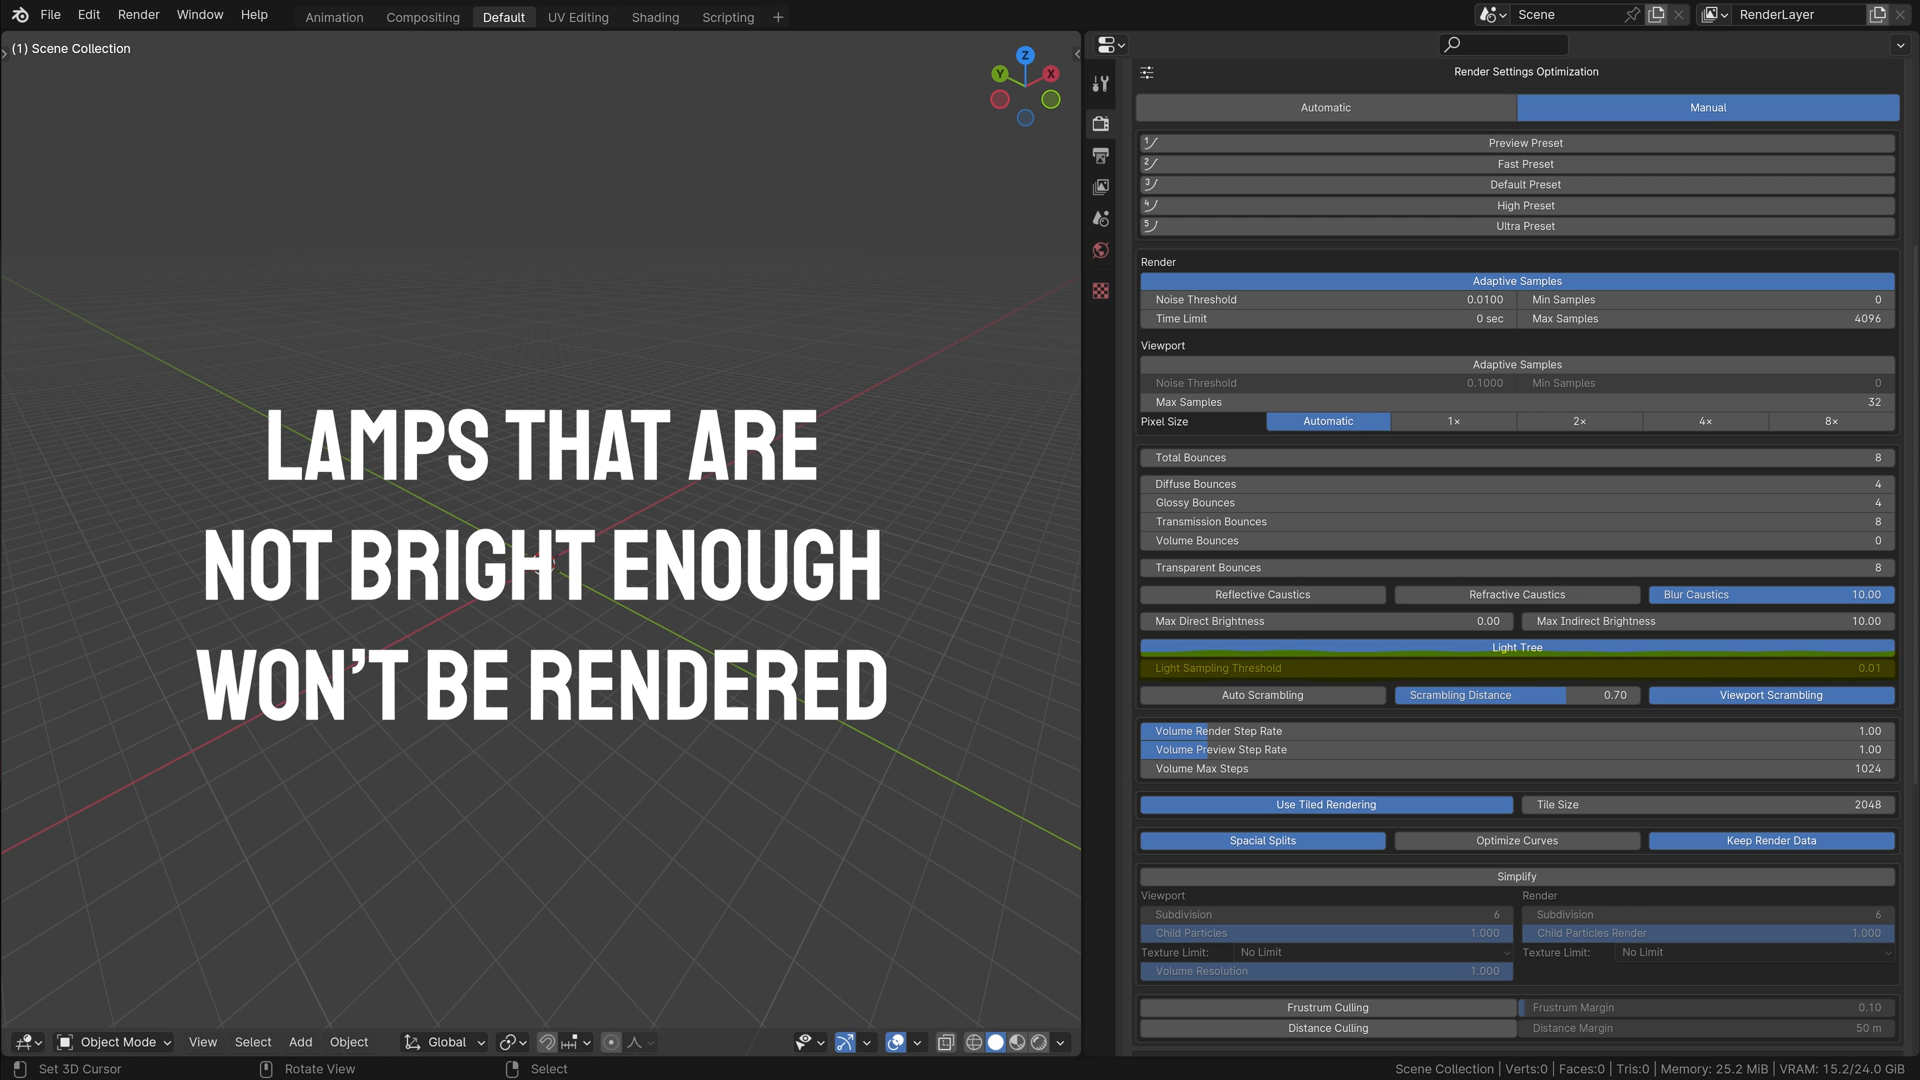 File Edit Render Window Help Animation Compositing Default UV Editing Shading Scripting + Scene RenderLayer
(1) Scene Collection
Z
Y
X
LAMPS THAT ARE
NOT BRIGHT ENOUGH
WON'T BE RENDERED
Render Settings Optimization
Automatic Manual
1 Preview Preset
2 Fast Preset
3 Default Preset
4 High Preset
5 Ultra Preset
Render
Adaptive Samples
Noise Threshold 0.0100 Min Samples 0
Time Limit 0 sec Max Samples 4096
Viewport
Adaptive Samples
Noise Threshold 0.1000 Min Samples 0
Max Samples 32
Pixel Size Automatic 1× 2× 4× 8×
Total Bounces 8
Diffuse Bounces 4
Glossy Bounces 4
Transmission Bounces 8
Volume Bounces 0
Transparent Bounces 8
Reflective Caustics Refractive Caustics Blur Caustics 10.00
Max Direct Brightness 0.00 Max Indirect Brightness 10.00
Light Tree
Light Sampling Threshold 0.01
Auto Scrambling Scrambling Distance 0.70 Viewport Scrambling
Volume Render Step Rate 1.00
Volume Preview Step Rate 1.00
Volume Max Steps 1024
Use Tiled Rendering Tile Size 2048
Spacial Splits Optimize Curves Keep Render Data
Simplify
Viewport Render
Subdivision 6 Subdivision 6
Child Particles 1.000 Child Particles Render 1.000
Texture Limit: No Limit Texture Limit: No Limit
Volume Resolution 1.000
Frustrum Culling Frustrum Margin 0.10
Distance Culling Distance Margin 50 m
Object Mode View Select Add Object Global
Set 3D Cursor Rotate View Select Scene Collection | Verts:0 | Faces:0 | Tris:0 | Memory: 25.2 MiB | VRAM: 15.2/24.0 GiB